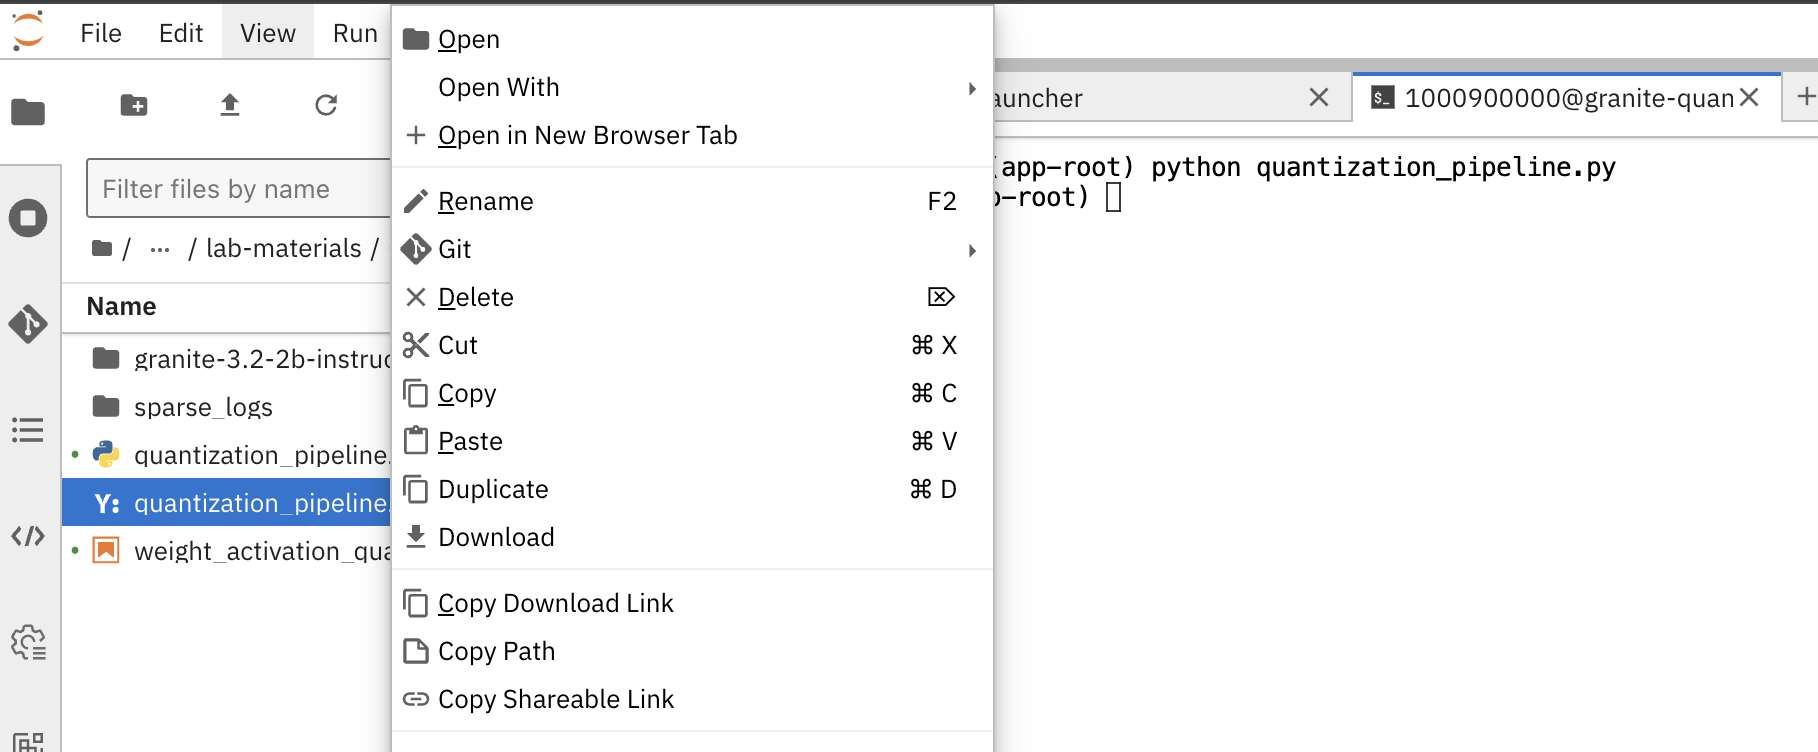 File Edit View Run
Open
Open With
Open in New Browser Tab
Rename F2
Git
Delete
Cut ⌘ X
Copy ⌘ C
Paste ⌘ V
Duplicate ⌘ D
Download
Copy Download Link
Copy Path
Copy Shareable Link
Filter files by name
/ ... / lab-materials /
Name
granite-3.2-2b-instruc
sparse_logs
quantization_pipeline.
Y: quantization_pipeline.
weight_activation_qua
auncher
$_ 1000900000@granite-quan
(app-root) python quantization_pipeline.py
-root)